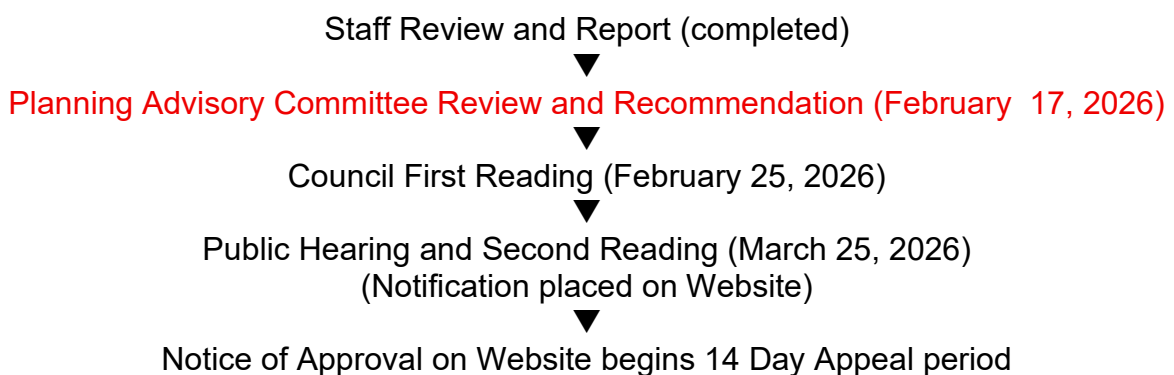 Staff Review and Report (completed)
Planning Advisory Committee Review and Recommendation (February 17, 2026)
Council First Reading (February 25, 2026)
Public Hearing and Second Reading (March 25, 2026)
(Notification placed on Website)
Notice of Approval on Website begins 14 Day Appeal period